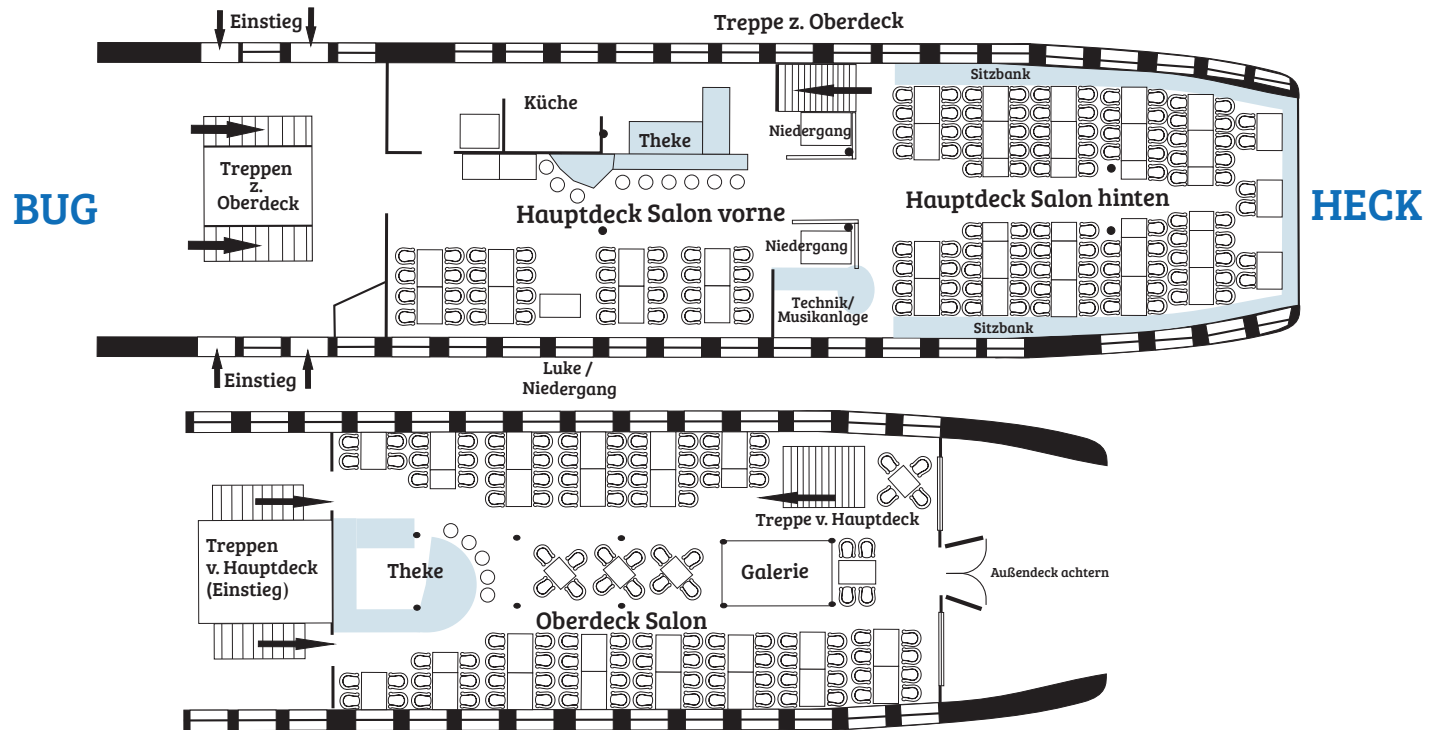 Einstieg
Treppe z. Oberdeck
Sitzbank
Küche
Theke
Niedergang
Treppen
z.
Oberdeck
BUG
Hauptdeck Salon vorne
Hauptdeck Salon hinten
HECK
Niedergang
Technik/
Musikanlage
Sitzbank
Einstieg
Luke /
Niedergang
Treppe v. Hauptdeck
Treppen
v. Hauptdeck
(Einstieg)
Theke
Galerie
Außendeck achtern
Oberdeck Salon